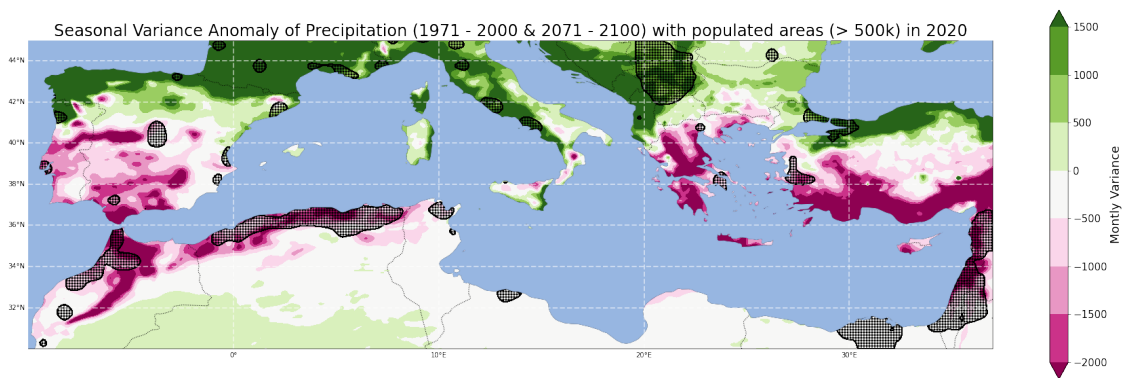 Seasonal Variance Anomaly of Precipitation (1971 - 2000 & 2071 - 2100) with populated areas (> 500k) in 2020
44°N
42°N
40°N
38°N
36°N
34°N
32°N
0°
10°E
20°E
30°E
1500
1000
500
0
−500
−1000
−1500
−2000
Montly Variance